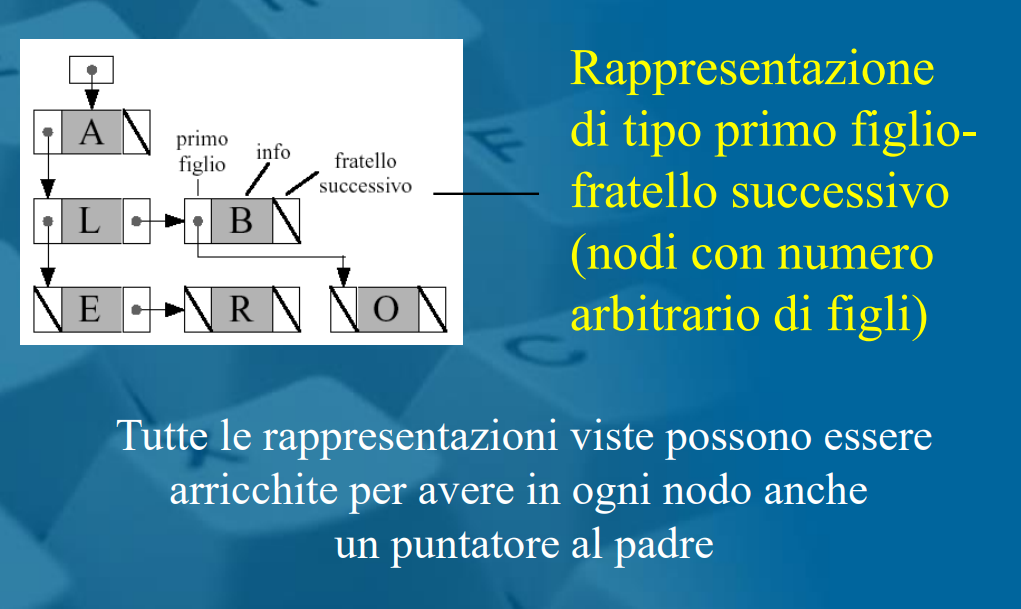 A
primo
figlio
info
fratello
successivo
L
B
E
R
O
Rappresentazione
di tipo primo figlio-
fratello successivo
(nodi con numero
arbitrario di figli)
Tutte le rappresentazioni viste possono essere
arricchite per avere in ogni nodo anche
un puntatore al padre